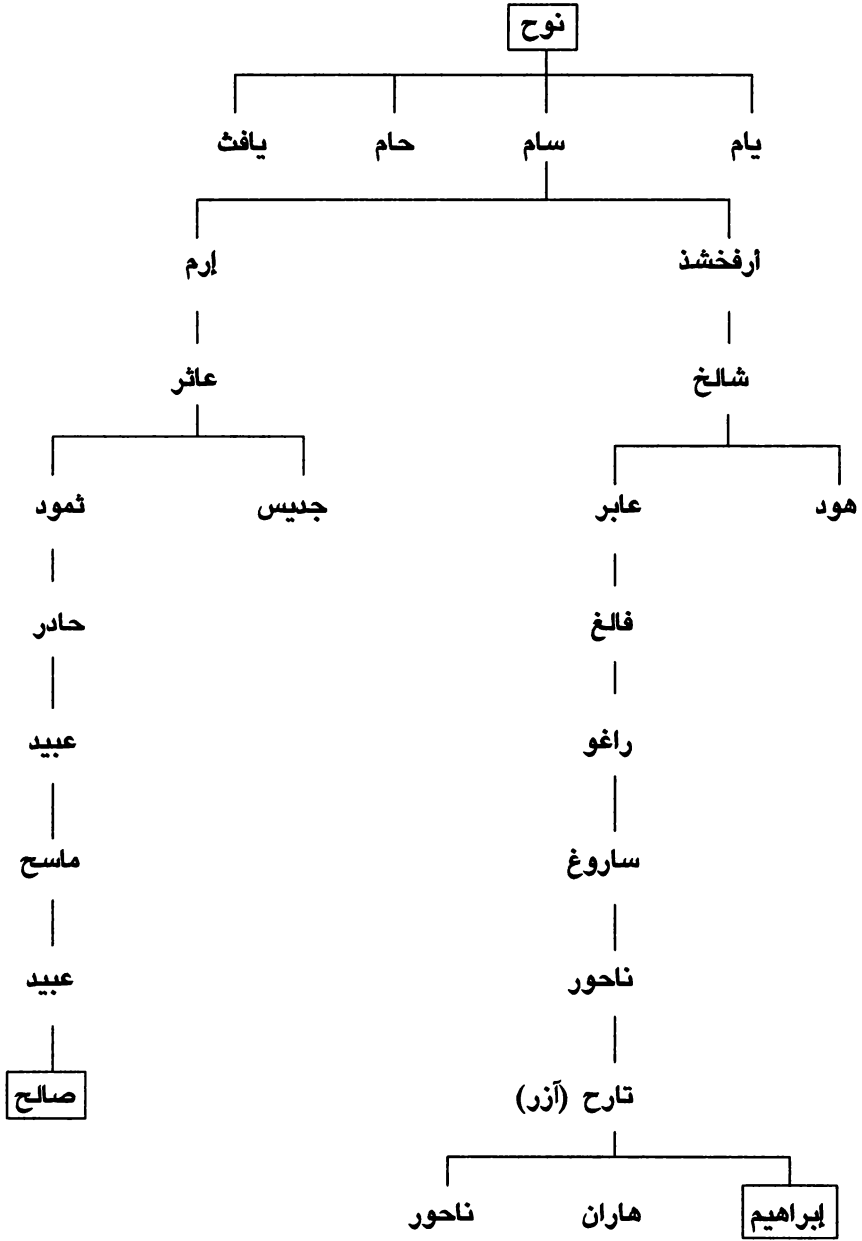 نوح
يام سام حام يافث
أرفخشذ إرم
شالخ عاثر
هود عابر جديس ثمود
فالغ حادر
راغو عبيد
ساروغ ماسح
ناحور عبيد
تارح (آزر) صالح
إبراهيم هاران ناحور